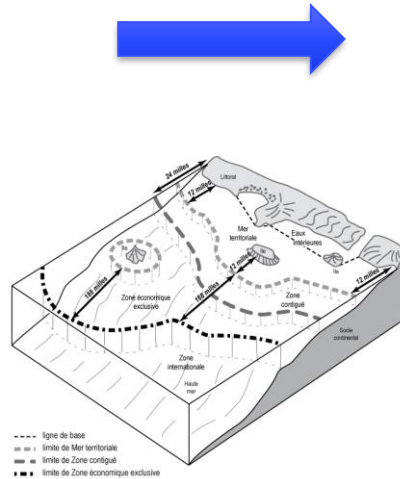 24 milles
Littoral
12 milles
Mer
territoriale
Eaux
intérieures
Ile
Ile
12 milles
12 milles
188 milles
Zone économique
exclusive
188 milles
Zone
contiguë
Socle
continental
Zone
internationale
Haute
mer
ligne de base
limite de Mer territoriale
limite de Zone contiguë
limite de Zone économique exclusive